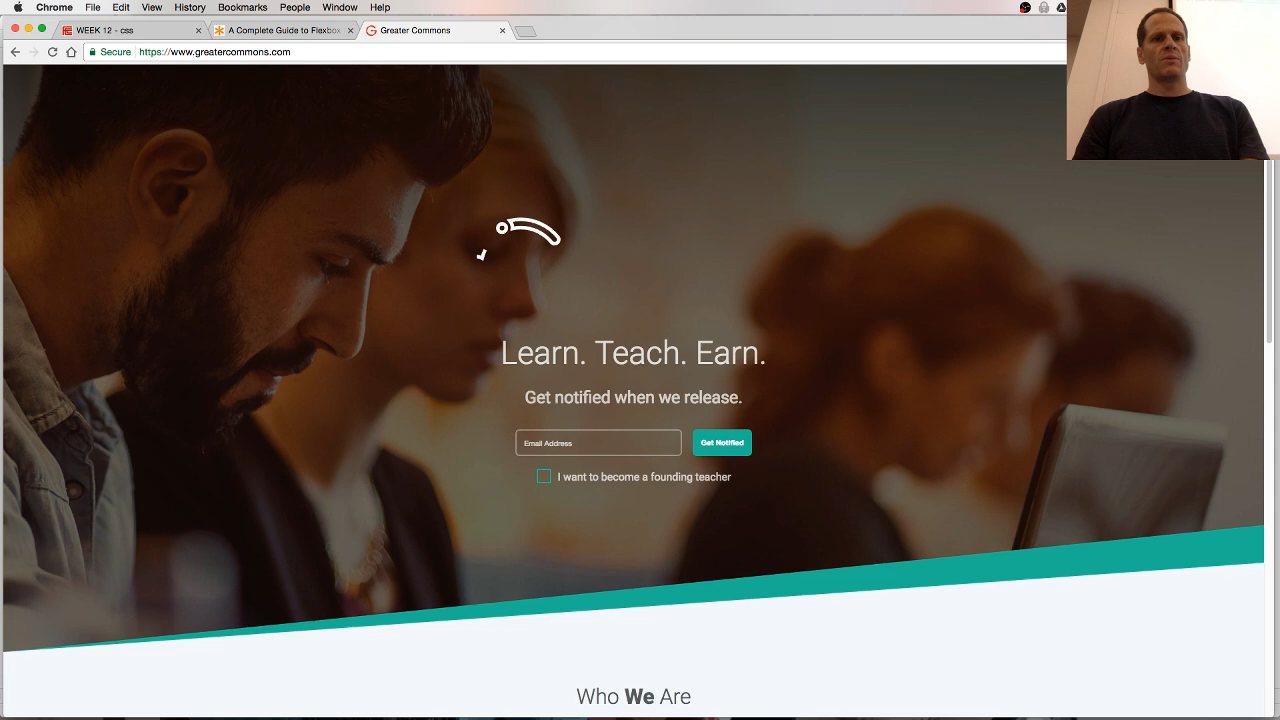 Chrome File Edit View History Bookmarks People Window Help
WEEK 12 - css
A Complete Guide to Flexbox
Greater Commons
Secure https://www.greatercommons.com
Learn. Teach. Earn.
Get notified when we release.
Email Address
Get Notified
I want to become a founding teacher
Who We Are